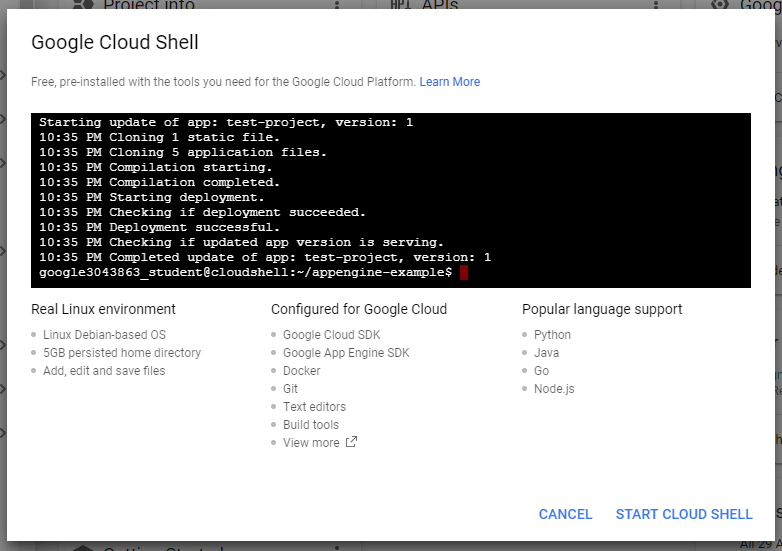 Project info
APIs
Goog
Google Cloud Shell
Free, pre-installed with the tools you need for the Google Cloud Platform. Learn More
Starting update of app: test-project, version: 1
10:35 PM Cloning 1 static file.
10:35 PM Cloning 5 application files.
10:35 PM Compilation starting.
10:35 PM Compilation completed.
10:35 PM Starting deployment.
10:35 PM Checking if deployment succeeded.
10:35 PM Deployment successful.
10:35 PM Checking if updated app version is serving.
10:35 PM Completed update of app: test-project, version: 1
google3043863_student@cloudshell:~/appengine-example$
Real Linux environment
Linux Debian-based OS
5GB persisted home directory
Add, edit and save files
Configured for Google Cloud
Google Cloud SDK
Google App Engine SDK
Docker
Git
Text editors
Build tools
View more
Popular language support
Python
Java
Go
Node.js
CANCEL START CLOUD SHELL